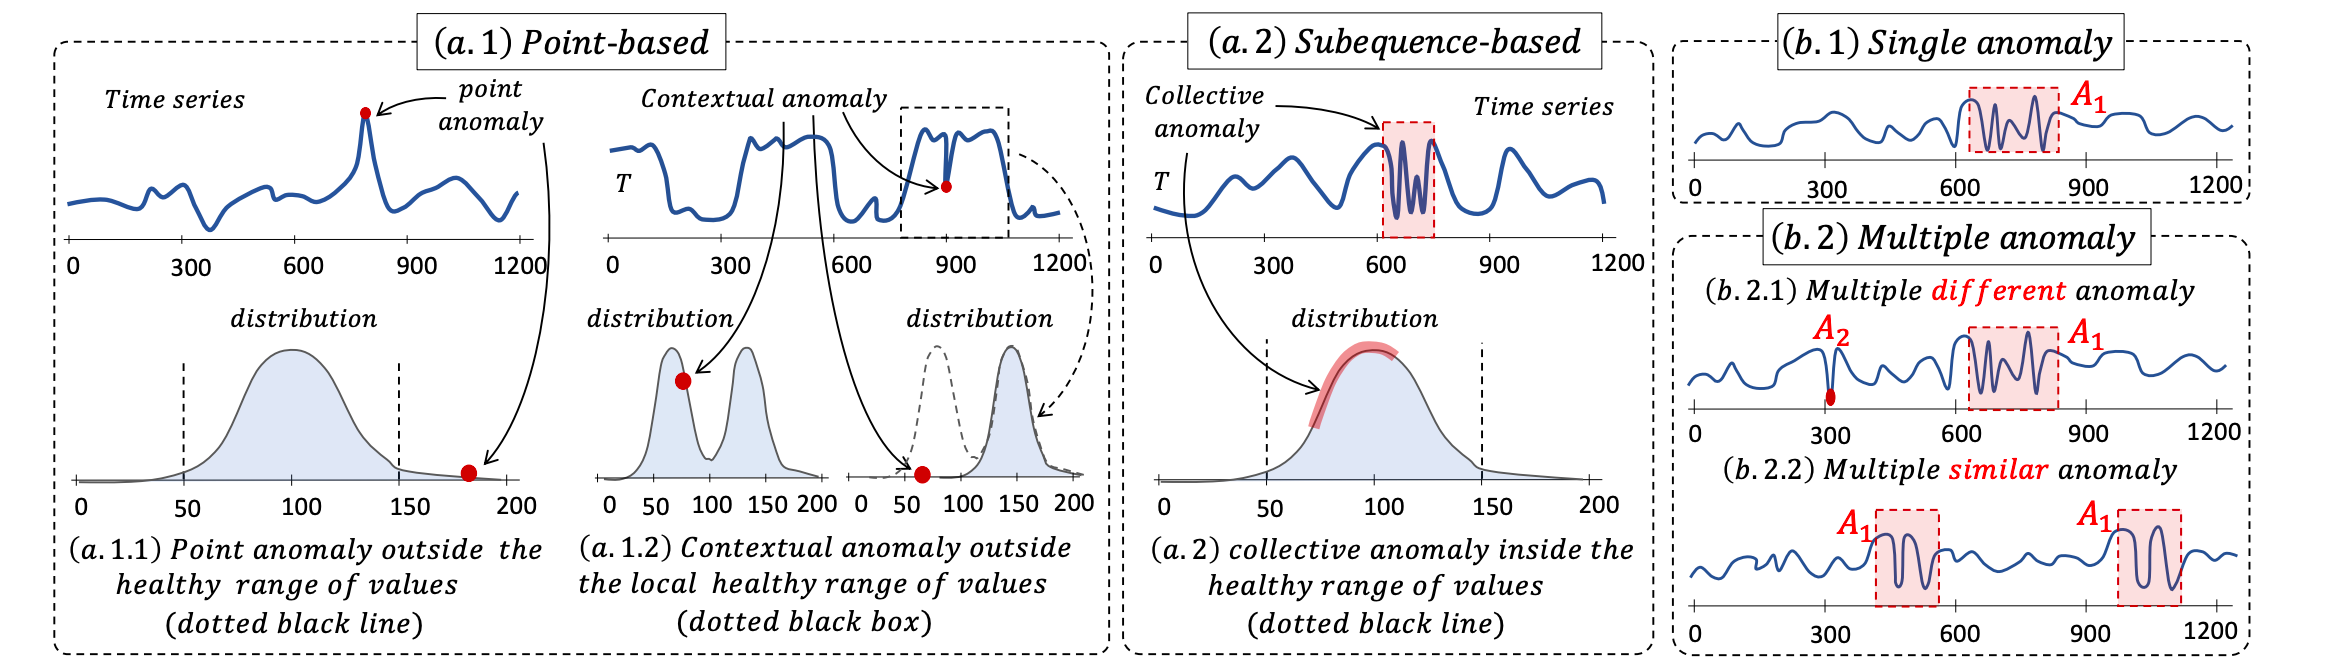 (a.1) Point-based
Time series
point
anomaly
0 300 600 900 1200
distribution
0 50 100 150 200
(a.1.1) Point anomaly outside the
healthy range of values
(dotted black line)
Contextual anomaly
T
0 300 600 900 1200
distribution
distribution
0 50 100 150 200
0 50 100 150 200
(a.1.2) Contextual anomaly outside
the local healthy range of values
(dotted black box)
(a.2) Subequence-based
Collective
anomaly
Time series
T
0 300 600 900 1200
distribution
0 50 100 150 200
(a.2) collective anomaly inside the
healthy range of values
(dotted black line)
(b.1) Single anomaly
A1
0 300 600 900 1200
(b.2) Multiple anomaly
(b.2.1) Multiple different anomaly
A2 A1
0 300 600 900 1200
(b.2.2) Multiple similar anomaly
A1 A1
0 300 600 900 1200